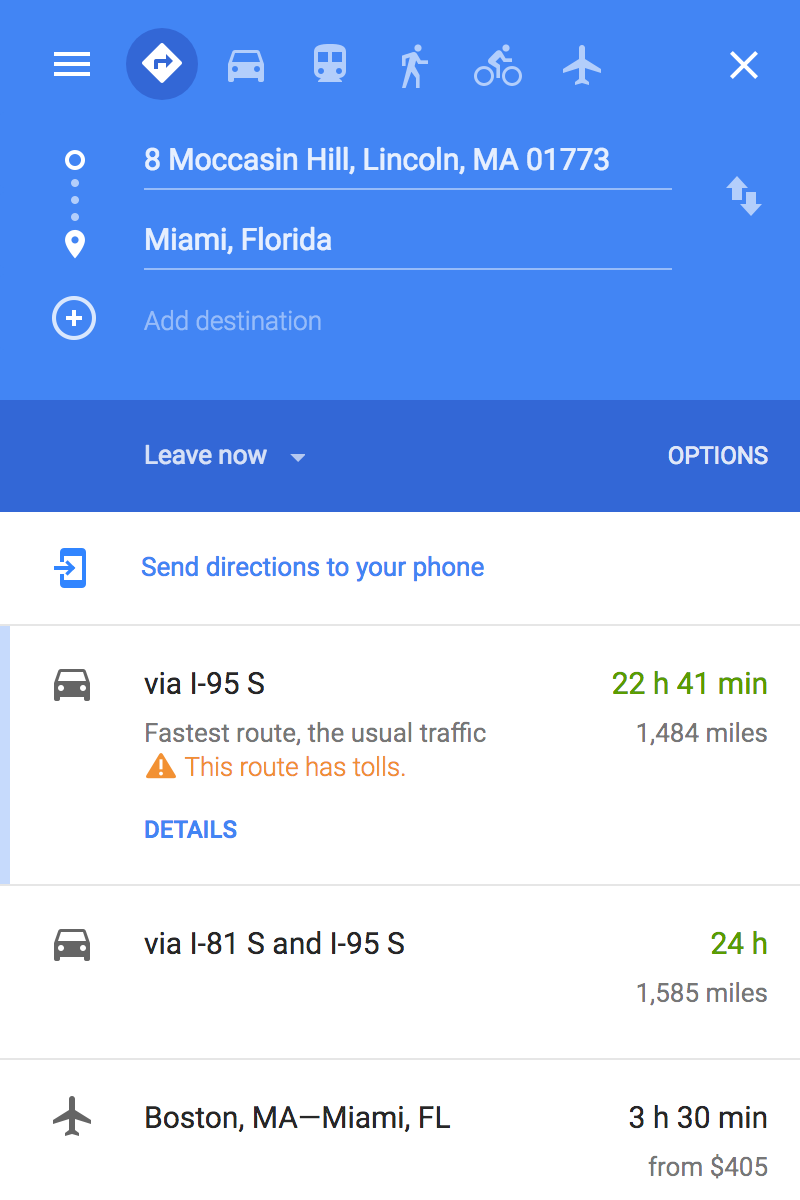 8 Moccasin Hill, Lincoln, MA 01773
Miami, Florida
Add destination
Leave now
OPTIONS
Send directions to your phone
via I-95 S
22 h 41 min
Fastest route, the usual traffic
1,484 miles
This route has tolls.
DETAILS
via I-81 S and I-95 S
24 h
1,585 miles
Boston, MA—Miami, FL
3 h 30 min
from $405